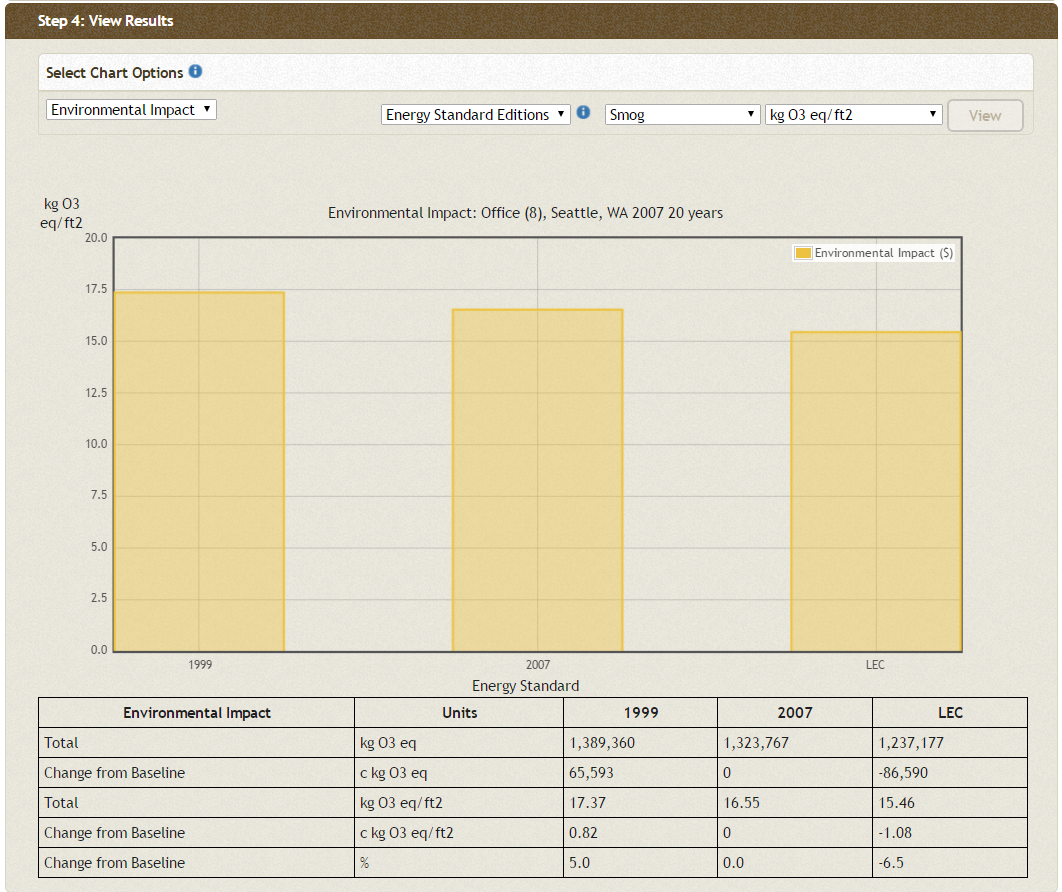 Step 4: View Results
Select Chart Options
Environmental Impact
Energy Standard Editions
Smog
kg O3 eq/ft2
View
kg O3
eq/ft2
Environmental Impact: Office (8), Seattle, WA 2007 20 years
20.0
17.5
15.0
12.5
10.0
7.5
5.0
2.5
0.0
Environmental Impact ($)
1999 2007 LEC
Energy Standard
Environmental Impact Units 1999 2007 LEC
Total kg O3 eq 1,389,360 1,323,767 1,237,177
Change from Baseline c kg O3 eq 65,593 0 -86,590
Total kg O3 eq/ft2 17.37 16.55 15.46
Change from Baseline c kg O3 eq/ft2 0.82 0 -1.08
Change from Baseline % 5.0 0.0 -6.5